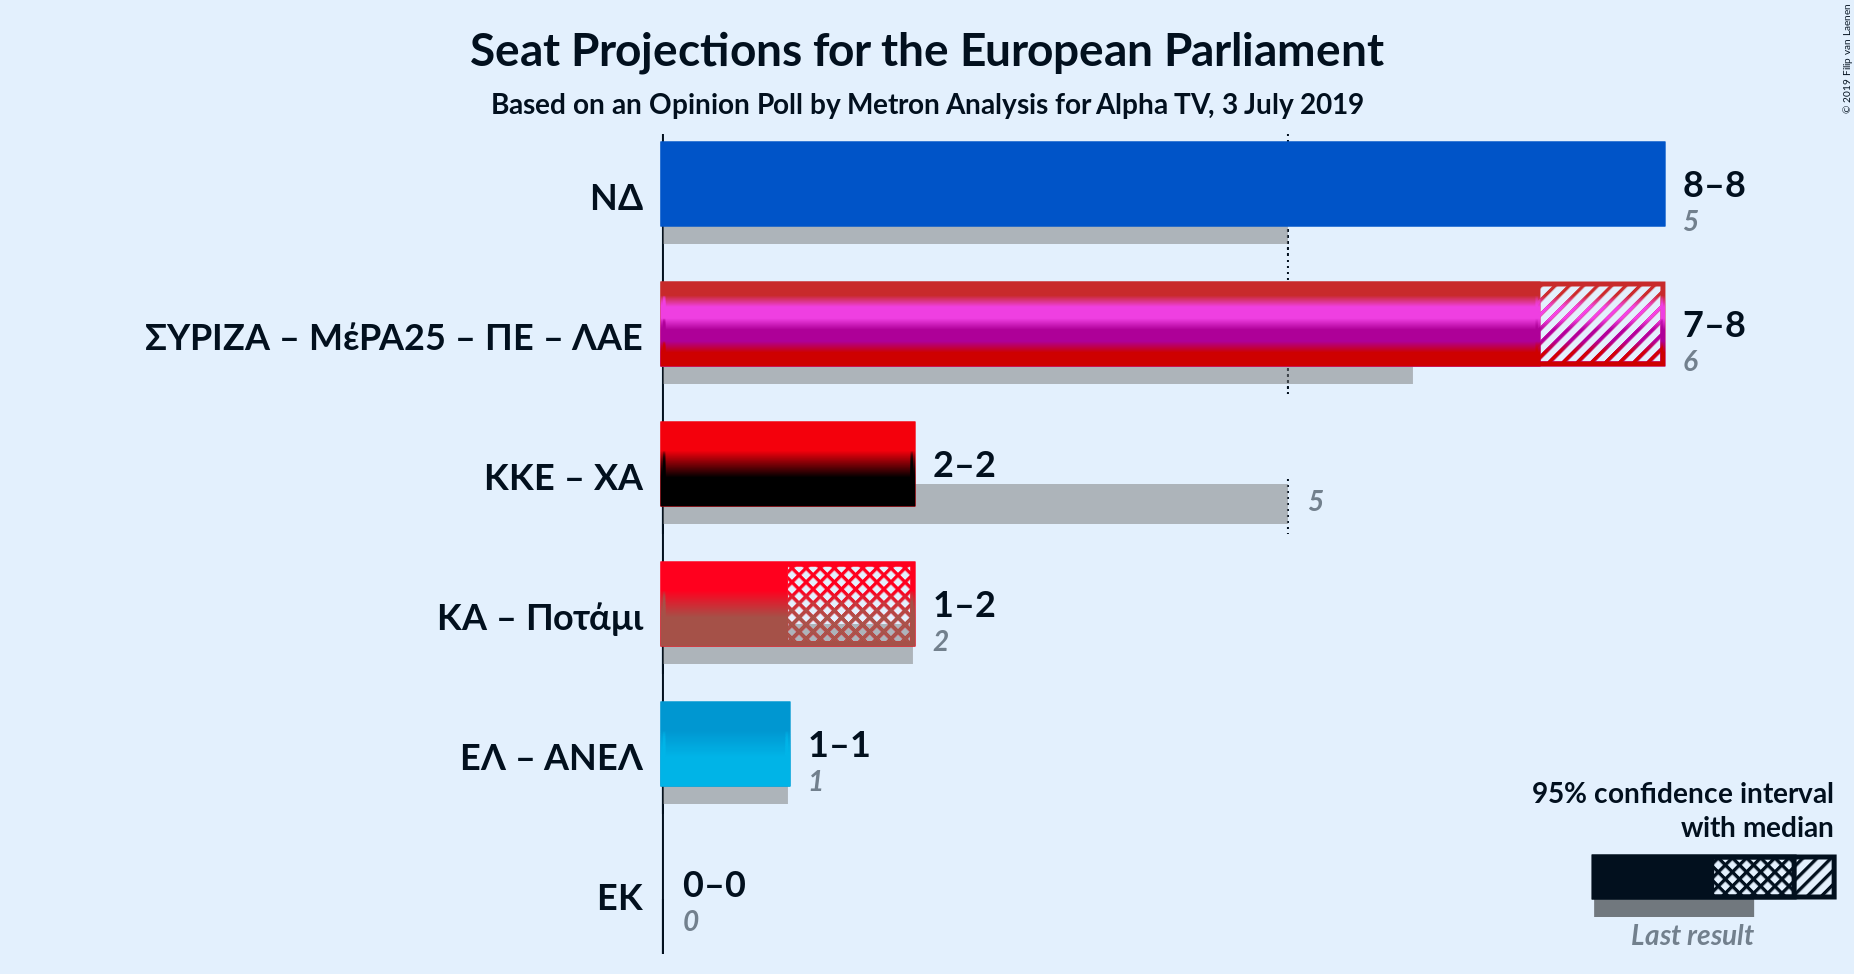 Seat Projections for the European Parliament
Based on an Opinion Poll by Metron Analysis for Alpha TV, 3 July 2019
© 2019 Filip van Laenen
ΝΔ
8–8
5
ΣΥΡΙΖΑ – ΜέΡΑ25 – ΠΕ – ΛΑΕ
7–8
6
ΚΚΕ – ΧΑ
2–2
5
ΚΑ – Ποτάμι
1–2
2
ΕΛ – ΑΝΕΛ
1–1
1
ΕΚ
0–0
0
95% confidence interval
with median
Last result